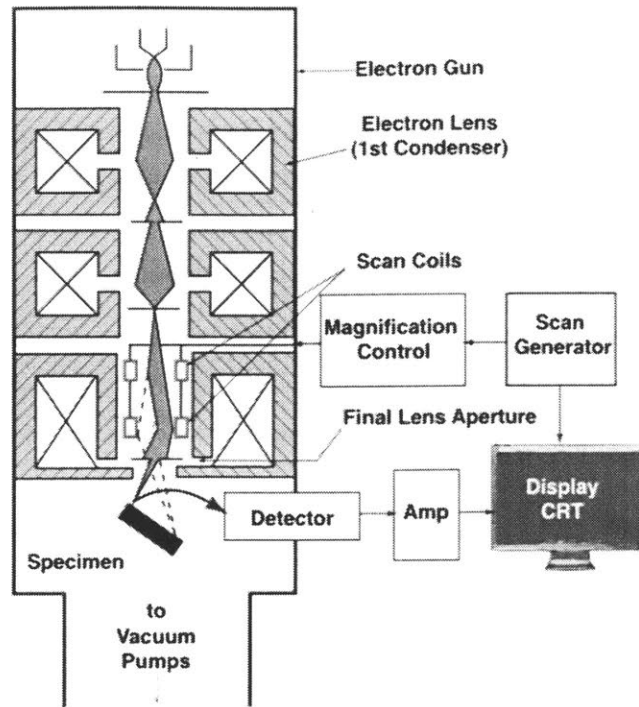 Electron Gun
Electron Lens
(1st Condenser)
Scan Coils
Magnification
Control
Scan
Generator
Final Lens Aperture
Display
CRT
Detector
Amp
Specimen
to
Vacuum
Pumps